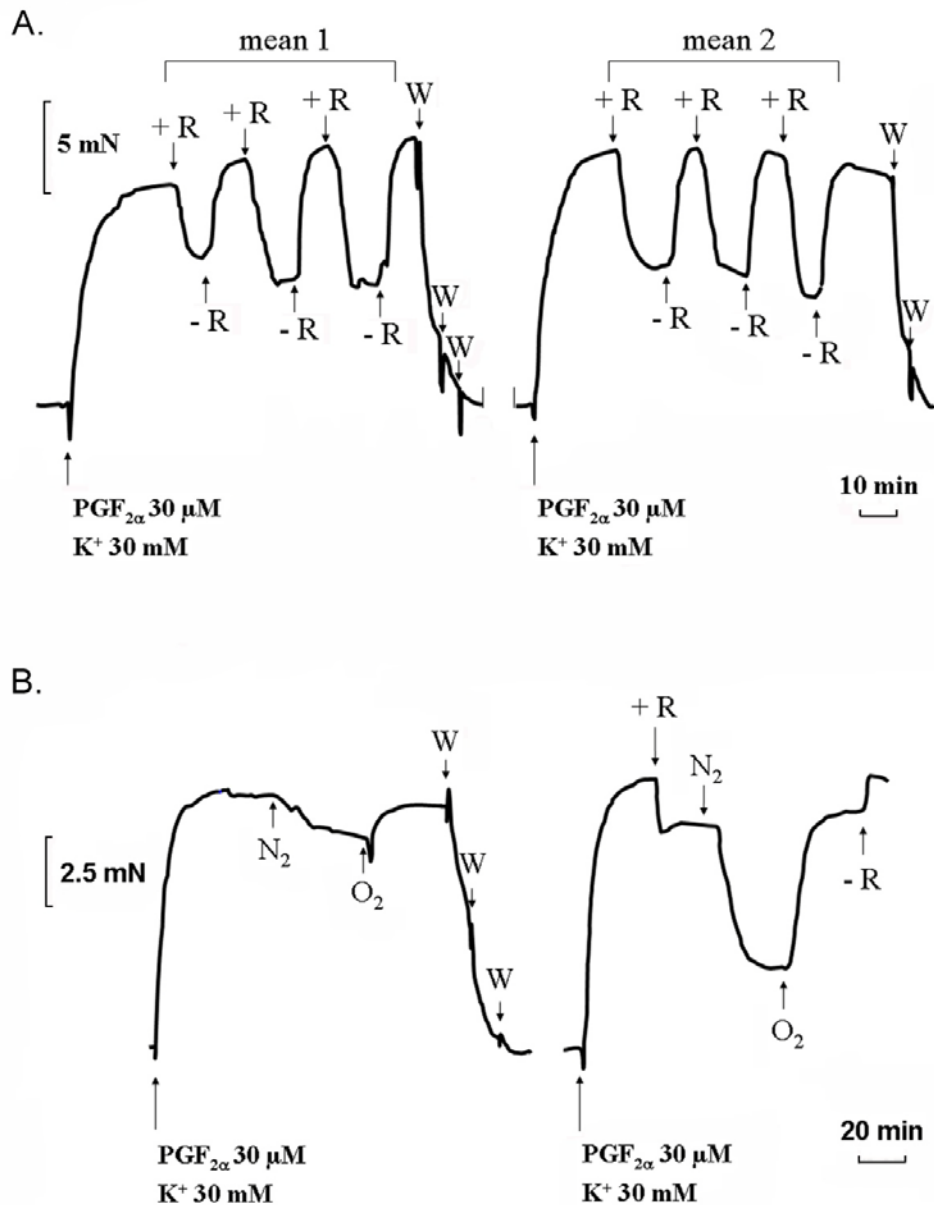 A.
mean 1
mean 2
5 mN
+ R
+ R
+ R
W
+ R
+ R
+ R
W
- R
- R
- R
W
W
- R
- R
- R
W
PGF2α 30 µM
K+ 30 mM
PGF2α 30 µM
K+ 30 mM
10 min
B.
2.5 mN
N2
O2
W
W
W
+ R
N2
O2
- R
PGF2α 30 µM
K+ 30 mM
PGF2α 30 µM
K+ 30 mM
20 min